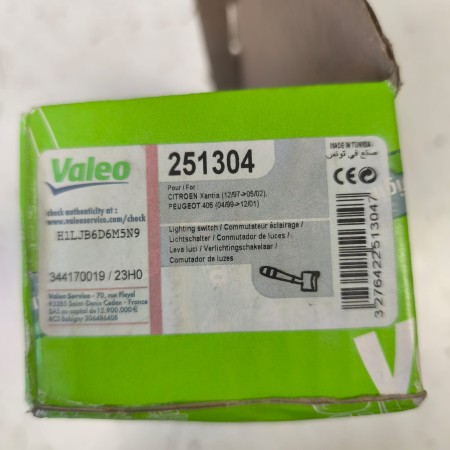 Valeo
check authenticity at :
www.valeoservice.com/check
H1LJB6D6M5N9
344170019 / 23H0
Valeo Service - 70, rue Pleyel
93285 Saint-Denis Cedex - France
SAS au capital de 12,900,000 €
RCS Bobigny 306486408
251304
Pour / For :
CITROEN Xantia (12/97->05/02),
PEUGEOT 406 (04/99->12/01)
Lighting switch / Commutateur éclairage /
Lichtschalter / Conmutador de luces /
Leva luci / Verlichtingsschakelaar /
Comutador de luzes
MADE IN TUNISIA
صنع في تونس
CE
3276422513047